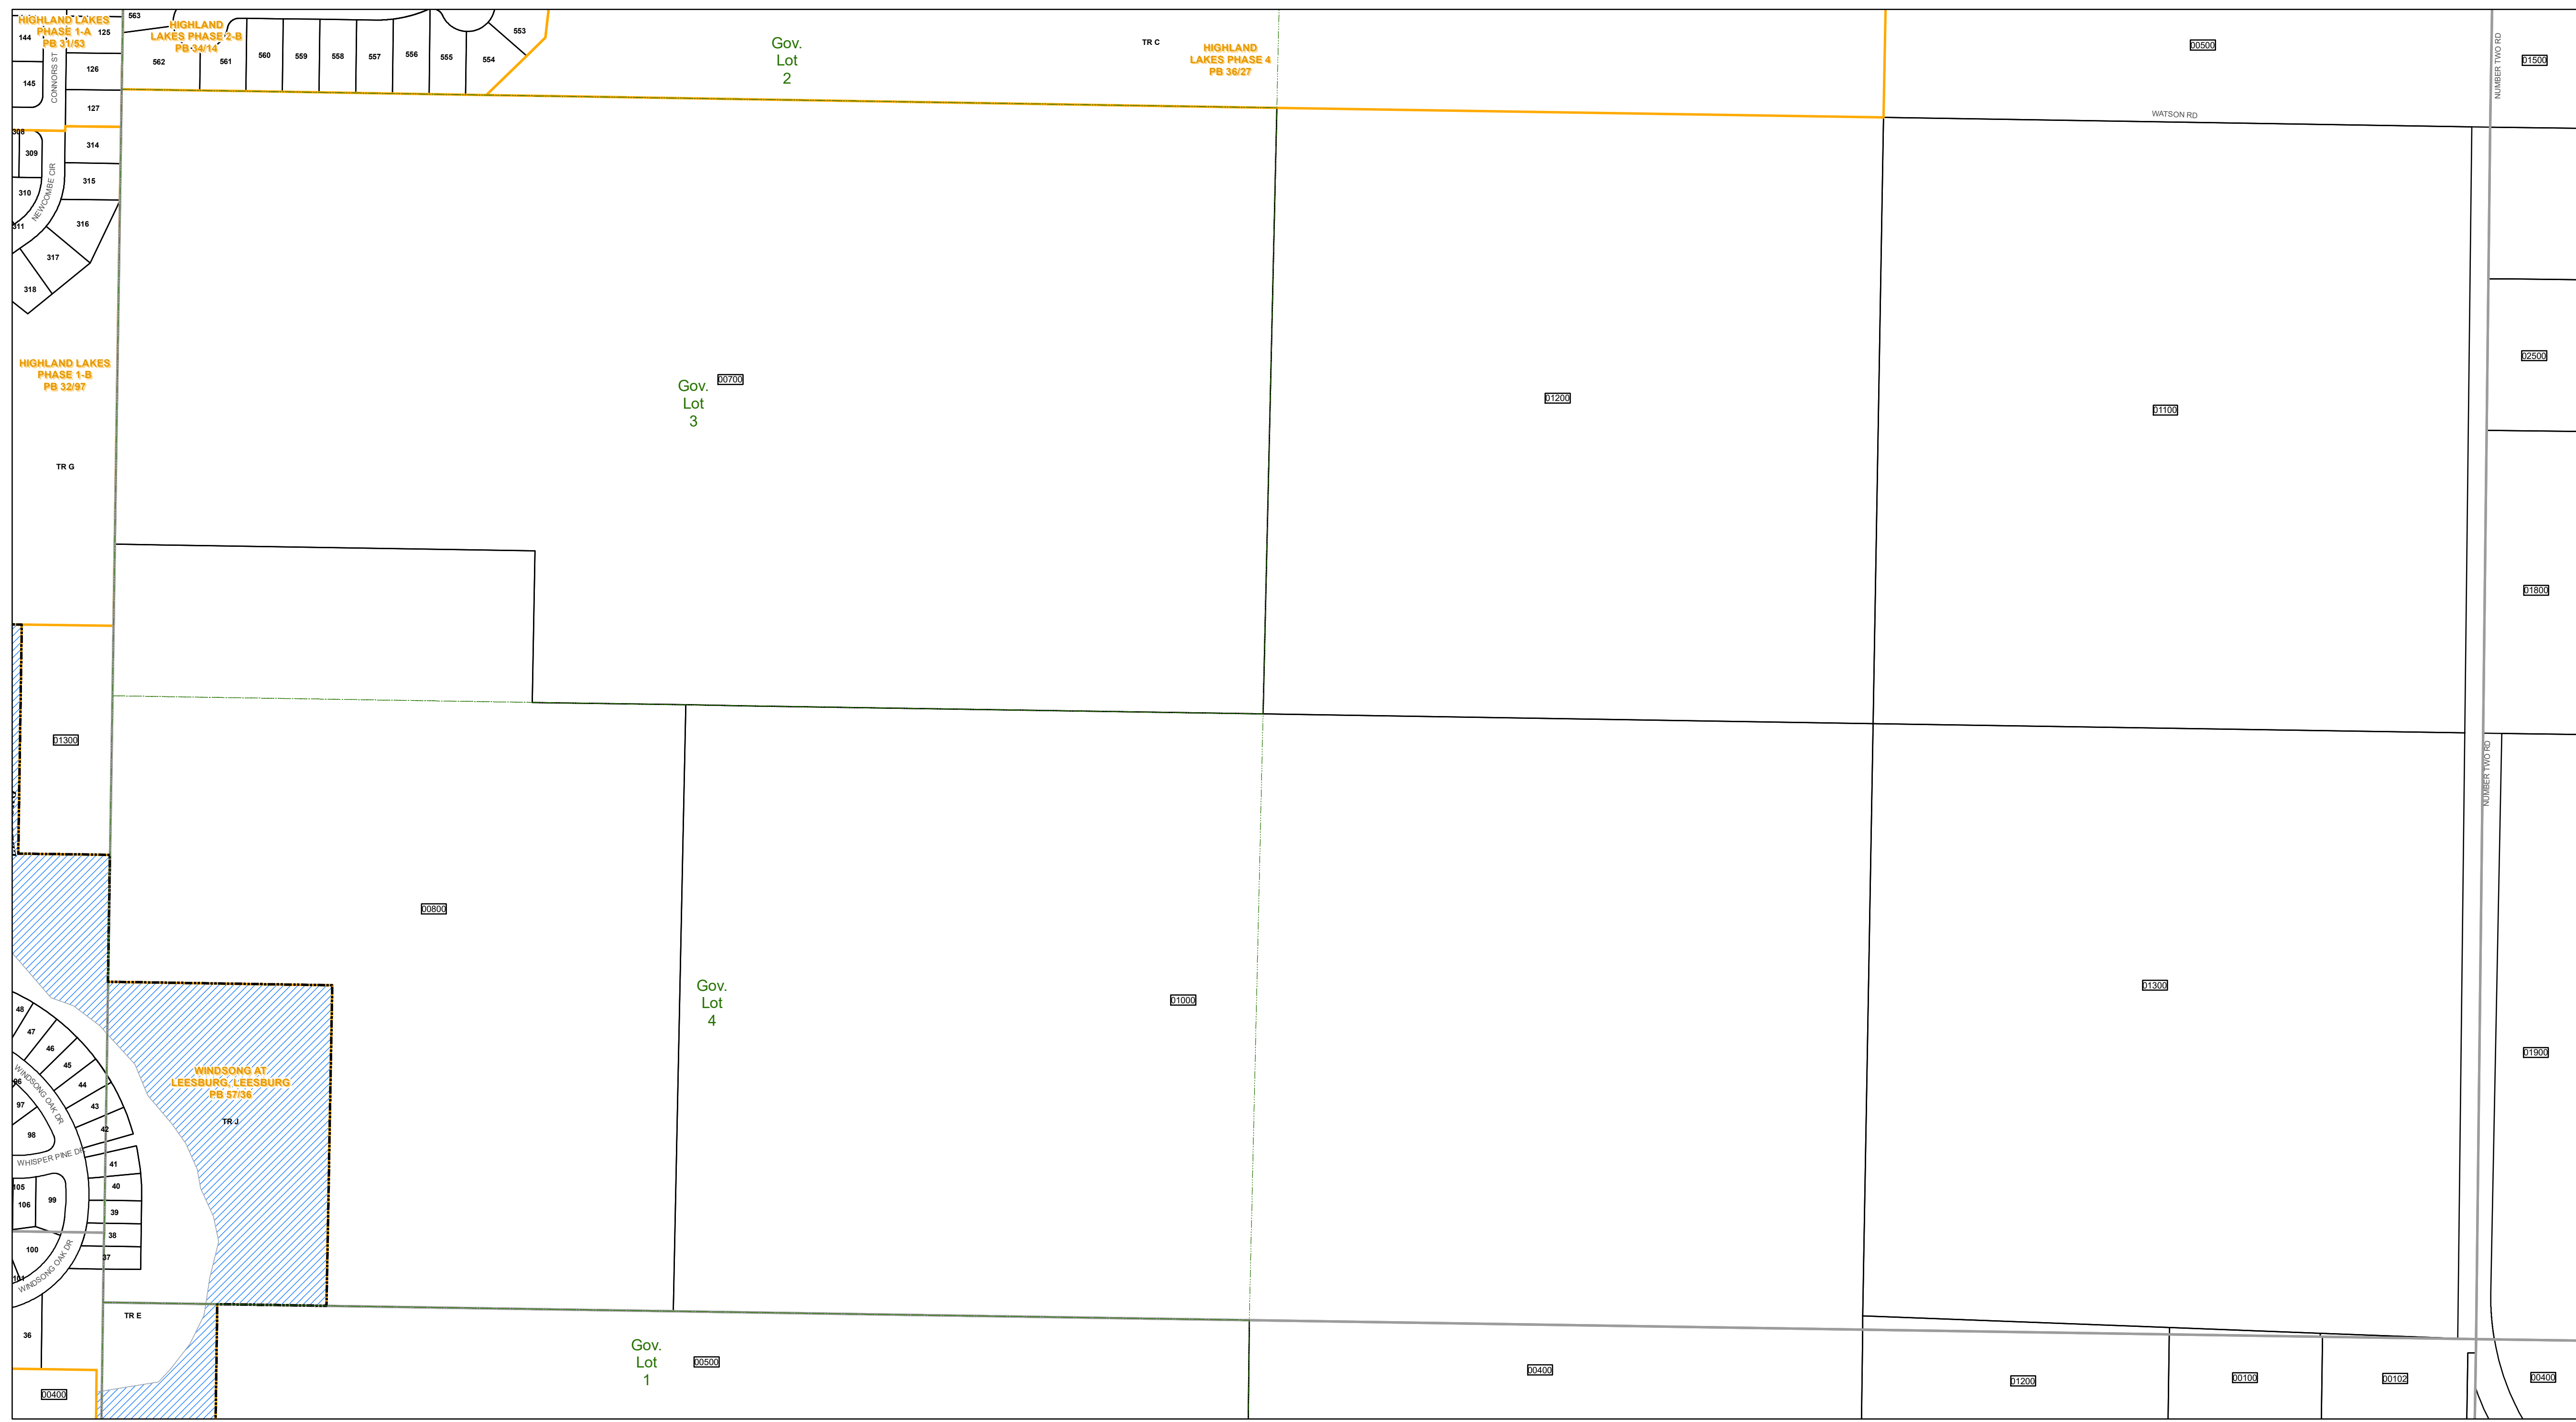 HIGHLAND LAKES
PHASE 1-A
PB 31/53
144
125
CONNORS ST
126
145
127
563
HIGHLAND
LAKES PHASE 2-B
PB 34/14
562
561
560
559
558
557
556
555
554
553
Gov.
Lot
2
TR C
HIGHLAND
LAKES PHASE 4
PB 36/27
00500
NUMBER TWO RD
01500
WATSON RD
308
309
314
315
310
NEWCOMBE CIR
311
316
317
318
HIGHLAND LAKES
PHASE 1-B
PB 32/97
Gov.
Lot
3
00700
01200
01100
02500
TR G
01800
01300
NUMBER TWO RD
00800
Gov.
Lot
4
01000
01300
01900
48
47
46
45
44
43
42
WINDSONG OAK DR
96
97
98
WHISPER PINE DR
WINDSONG AT
LEESBURG, LEESBURG
PB 57/36
TR J
41
40
39
38
37
105
106
99
100
101
WINDSONG OAK DR
TR E
36
00400
Gov.
Lot
1
00500
00400
01200
00100
00102
00400